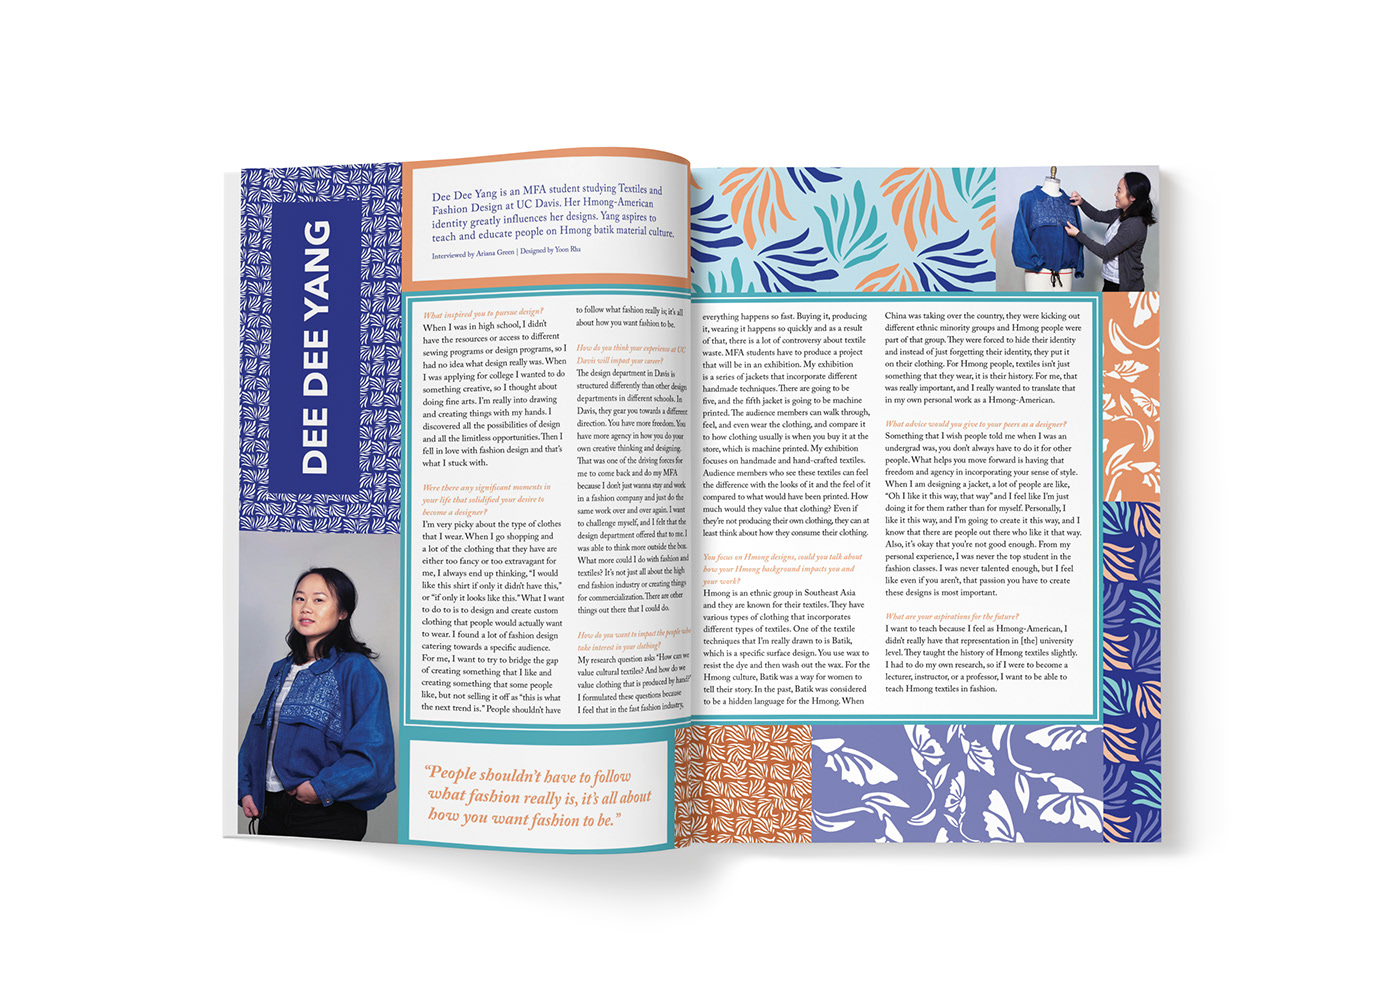 DEE DEE YANG
Dee Dee Yang is an MFA student studying Textiles and
Fashion Design at UC Davis. Her Hmong-American
identity greatly influences her designs. Yang aspires to
teach and educate people on Hmong batik material culture.
Interviewed by Ariana Green | Designed by Yoon Rha
What inspired you to pursue design?
When I was in high school, I didn't
have the resources or access to different
sewing programs or design programs, so I
had no idea what design really was. When
I was applying for college I wanted to do
something creative, so I thought about
doing fine arts. I'm really into drawing
and creating things with my hands. I
discovered all the possibilities of design
and all the limitless opportunities. Then I
fell in love with fashion design and that's
what I stuck with.
Were there any significant moments in
your life that solidified your desire to
become a designer?
I'm very picky about the type of clothes
that I wear. When I go shopping and
a lot of the clothing that they have are
either too fancy or too extravagant for
me, I always end up thinking, "I would
like this shirt if only it didn't have this,"
or "if only it looks like this." What I want
to do to is to design and create custom
clothing that people would actually want
to wear. I found a lot of fashion design
catering towards a specific audience.
For me, I want to try to bridge the gap
of creating something that I like and
creating something that some people
like, but not selling it off as "this is what
the next trend is." People shouldn't have
to follow what fashion really is; it's all
about how you want fashion to be.
How do you think your experience at UC
Davis will impact your career?
The design department in Davis is
structured differently than other design
departments in different schools. In
Davis, they gear you towards a different
direction. You have more freedom. You
have more agency in how you do your
own creative thinking and designing.
That was one of the driving forces for
me to come back and do my MFA
because I don't just wanna stay and work
in a fashion company and just do the
same work over and over again. I want
to challenge myself, and I felt that the
design department offered that to me. I
was able to think more outside the box.
What more could I do with fashion and
textiles? It's not just all about the high
end fashion industry or creating things
for commercialization. There are other
things out there that I could do.
How do you want to impact the people who
take interest in your clothing?
My research question asks "How can we
value cultural textiles? And how do we
value clothing that is produced by hand?"
I formulated these questions because
I feel that in the fast fashion industry,
everything happens so fast. Buying it, producing
it, wearing it happens so quickly and as a result
of that, there is a lot of controversy about textile
waste. MFA students have to produce a project
that will be in an exhibition. My exhibition
is a series of jackets that incorporate different
handmade techniques. There are going to be
five, and the fifth jacket is going to be machine
printed. The audience members can walk through,
feel, and even wear the clothing, and compare it
to how clothing usually is when you buy it at the
store, which is machine printed. My exhibition
focuses on handmade and hand-crafted textiles.
Audience members who see these textiles can feel
the difference with the looks of it and the feel of it
compared to what would have been printed. How
much would they value that clothing? Even if
they're not producing their own clothing, they can at
least think about how they consume their clothing.
You focus on Hmong designs, could you talk about
how your Hmong background impacts you and
your work?
Hmong is an ethnic group in Southeast Asia
and they are known for their textiles. They have
various types of clothing that incorporates
different types of textiles. One of the textile
techniques that I'm really drawn to is Batik,
which is a specific surface design. You use wax to
resist the dye and then wash out the wax. For the
Hmong culture, Batik was a way for women to
tell their story. In the past, Batik was considered
to be a hidden language for the Hmong. When
China was taking over the country, they were kicking out
different ethnic minority groups and Hmong people were
part of that group. They were forced to hide their identity
and instead of just forgetting their identity, they put it
on their clothing. For Hmong people, textiles isn't just
something that they wear, it is their history. For me, that
was really important, and I really wanted to translate that
in my own personal work as a Hmong-American.
What advice would you give to your peers as a designer?
Something that I wish people told me when I was an
undergrad was, you don't always have to do it for other
people. What helps you move forward is having that
freedom and agency in incorporating your sense of style.
When I am designing a jacket, a lot of people are like,
"Oh I like it this way, that way" and I feel like I'm just
doing it for them rather than for myself. Personally, I
like it this way, and I'm going to create it this way, and I
know that there are people out there who like it that way.
Also, it's okay that you're not good enough. From my
personal experience, I was never the top student in the
fashion classes. I was never talented enough, but I feel
like even if you aren't, that passion you have to create
these designs is most important.
What are your aspirations for the future?
I want to teach because I feel as Hmong-American, I
didn't really have that representation in [the] university
level. They taught the history of Hmong textiles slightly.
I had to do my own research, so if I were to become a
lecturer, instructor, or a professor, I want to be able to
teach Hmong textiles in fashion.
"People shouldn't have to follow
what fashion really is, it's all about
how you want fashion to be."